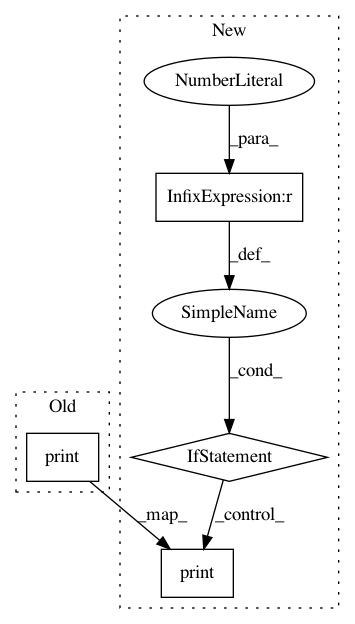 New
NumberLiteral
_para_
InfixExpression:r
_def_
SimpleName
_cond_
Old
print
IfStatement
_map_
_control_
print